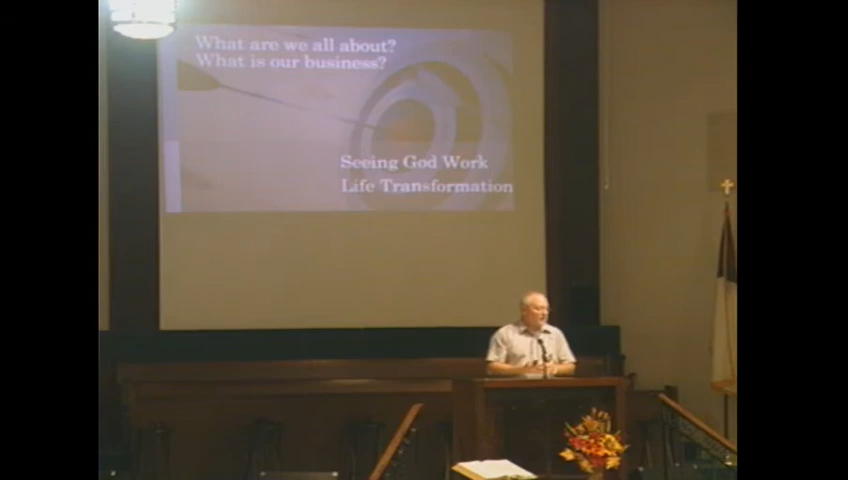 What are we all about?
What is our business?
Seeing God Work
Life Transformation